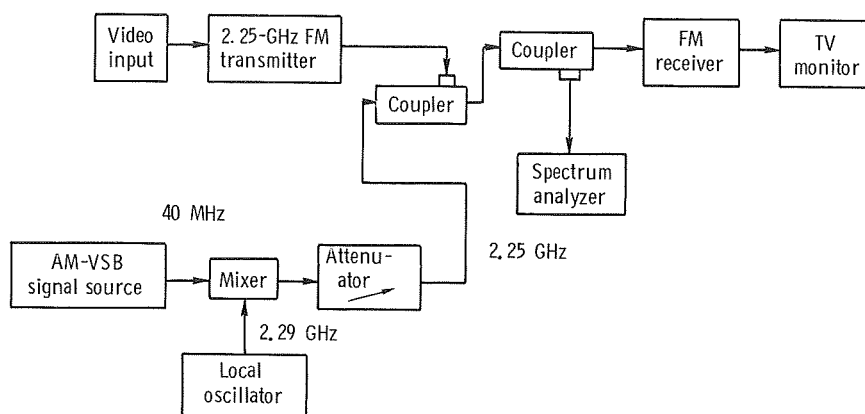 Video
input
2.25-GHz FM
transmitter
Coupler
Coupler
FM
receiver
TV
monitor
Spectrum
analyzer
40 MHz
AM-VSB
signal source
Mixer
Attenu-
ator
2.25 GHz
2.29 GHz
Local
oscillator